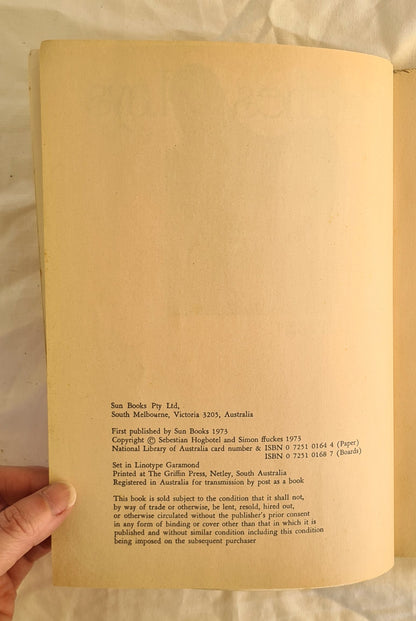 Sun Books Pty Ltd,
South Melbourne, Victoria 3205, Australia
First published by Sun Books 1973
Copyright © Sebestian Hogbotel and Simon ffuckes 1973
National Library of Australia card number & ISBN 0 7251 0164 4 (Paper)
ISBN 0 7251 0168 7 (Boards)
Set in Linotype Garamond
Printed at The Griffin Press, Netley, South Australia
Registered in Australia for transmission by post as a book
This book is sold subject to the condition that it shall not,
by way of trade or otherwise, be lent, resold, hired out,
or otherwise circulated without the publisher's prior consent
in any form of binding or cover other than that in which it is
published and without similar condition including this condition
being imposed on the subsequent purchaser